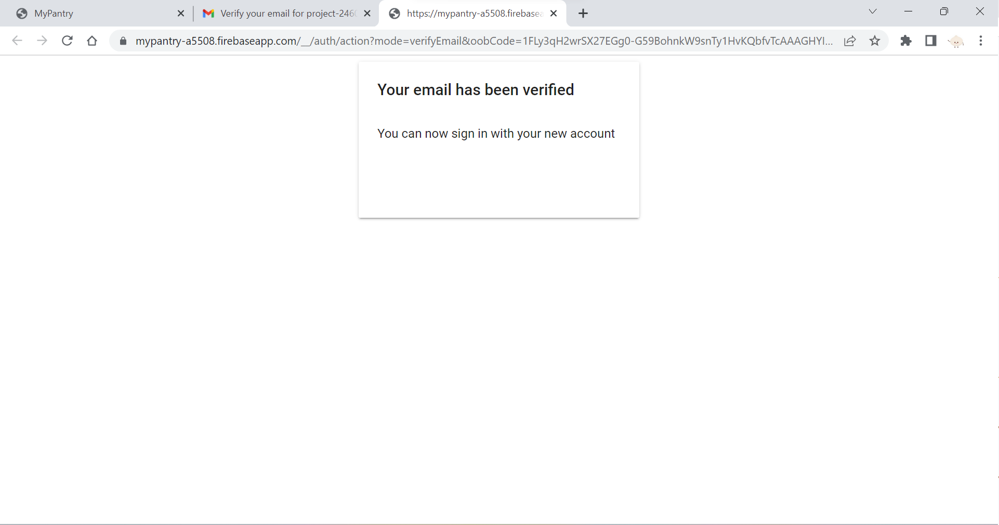 MyPantry
Verify your email for project-246
https://mypantry-a5508.firebasea
mypantry-a5508.firebaseapp.com/__/auth/action?mode=verifyEmail&oobCode=1FLy3qH2wrSX27EGg0-G59BohnkW9snTy1HvKQbfvTcAAAGHYI...
Your email has been verified
You can now sign in with your new account